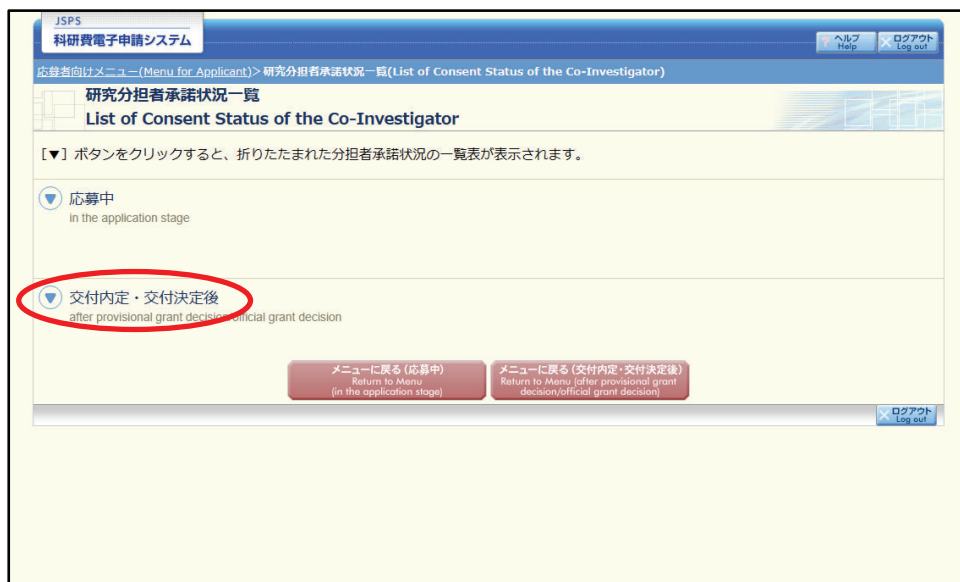 JSPS
科研費電子申請システム
ヘルプ
Help
ログアウト
Log out
応募者向けメニュー(Menu for Applicant)>研究分担者承諾状況一覧(List of Consent Status of the Co-Investigator)
研究分担者承諾状況一覧
List of Consent Status of the Co-Investigator
[▼] ボタンをクリックすると、折りたたまれた分担者承諾状況の一覧表が表示されます。
応募中
in the application stage
交付内定・交付決定後
after provisional grant decision/official grant decision
メニューに戻る(応募中)
Return to Menu
(in the application stage)
メニューに戻る(交付内定・交付決定後)
Return to Menu (after provisional grant
decision/official grant decision)
ログアウト
Log out